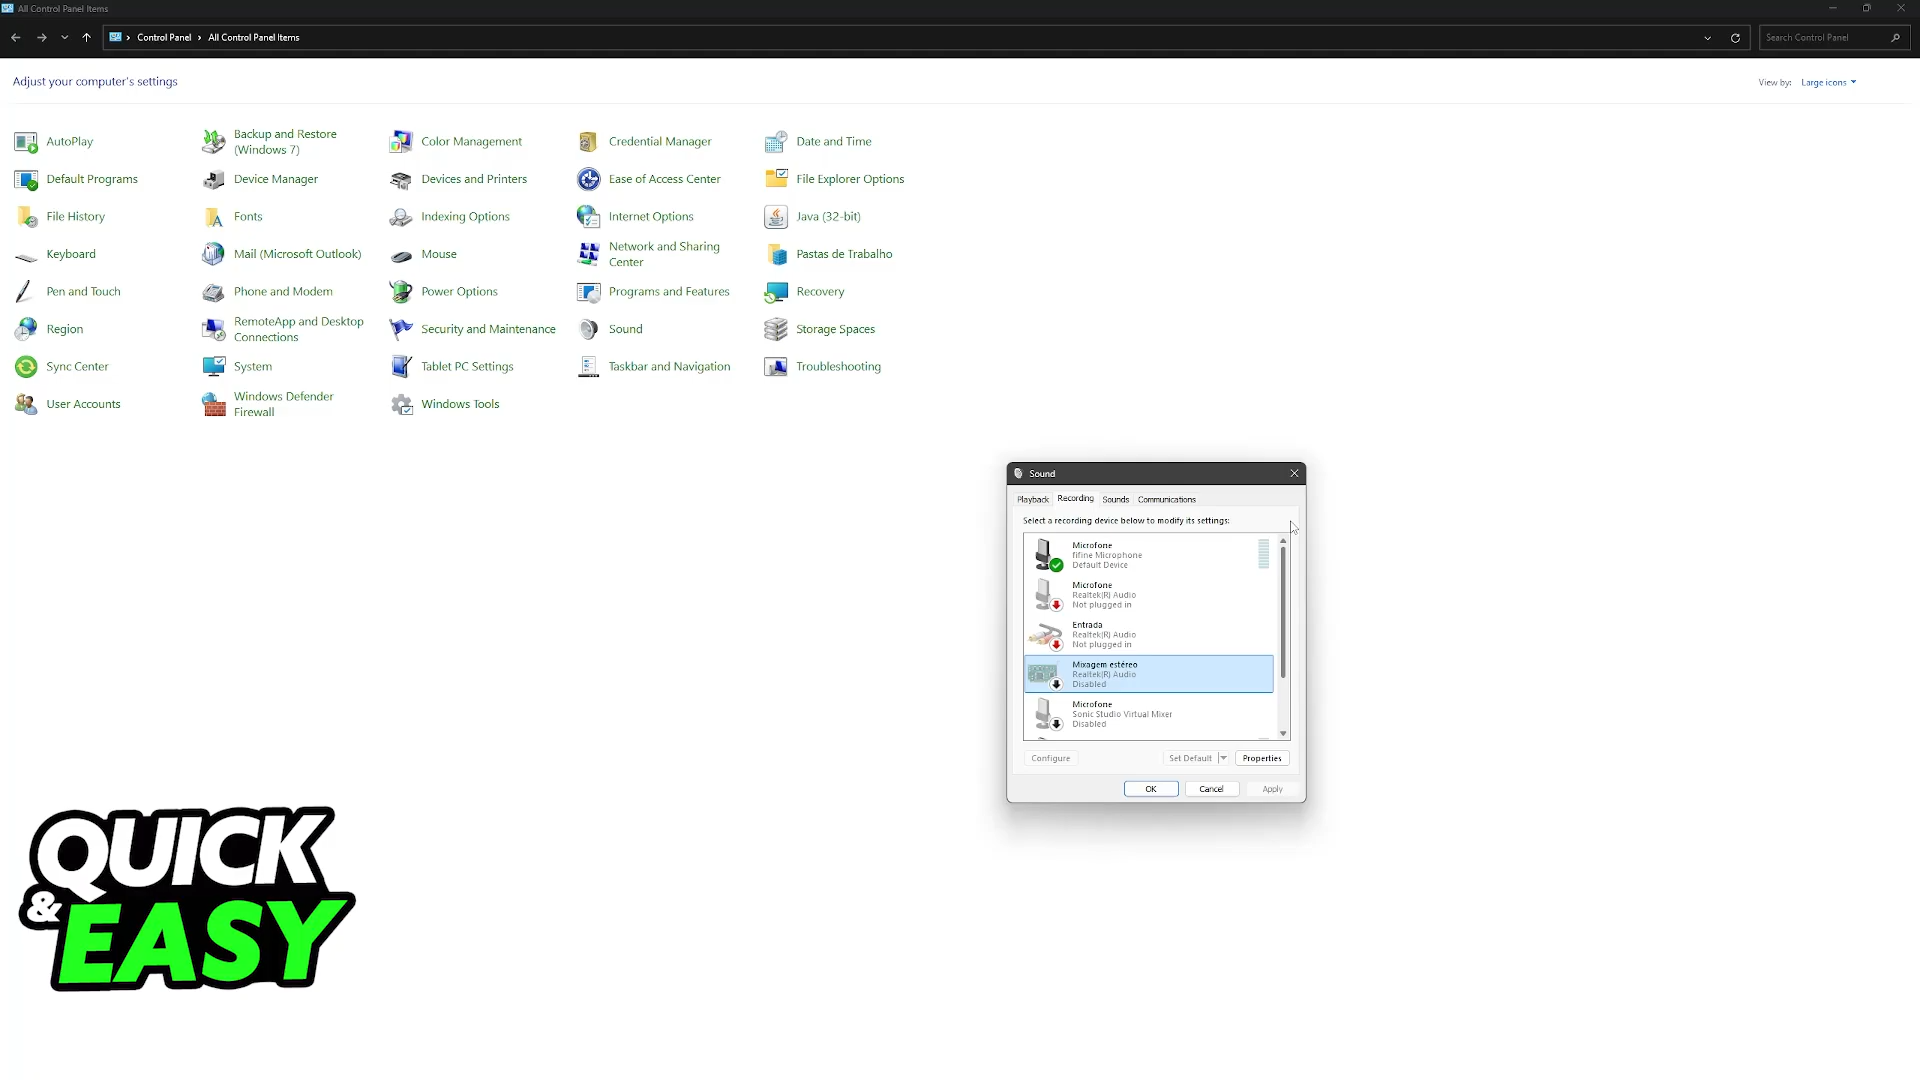 All Control Panel Items
Control Panel › All Control Panel Items
Search Control Panel
Adjust your computer's settings
View by: Large icons
AutoPlay
Backup and Restore
(Windows 7)
Color Management
Credential Manager
Date and Time
Default Programs
Device Manager
Devices and Printers
Ease of Access Center
File Explorer Options
File History
Fonts
Indexing Options
Internet Options
Java (32-bit)
Keyboard
Mail (Microsoft Outlook)
Mouse
Network and Sharing
Center
Pastas de Trabalho
Pen and Touch
Phone and Modem
Power Options
Programs and Features
Recovery
Region
RemoteApp and Desktop
Connections
Security and Maintenance
Sound
Storage Spaces
Sync Center
System
Tablet PC Settings
Taskbar and Navigation
Troubleshooting
User Accounts
Windows Defender
Firewall
Windows Tools
Sound
Playback Recording Sounds Communications
Select a recording device below to modify its settings:
Microfone
fifine Microphone
Default Device
Microfone
Realtek(R) Audio
Not plugged in
Entrada
Realtek(R) Audio
Not plugged in
Mixagem estéreo
Realtek(R) Audio
Disabled
Microfone
Sonic Studio Virtual Mixer
Disabled
Configure Set Default Properties
OK Cancel Apply
QUICK
& EASY